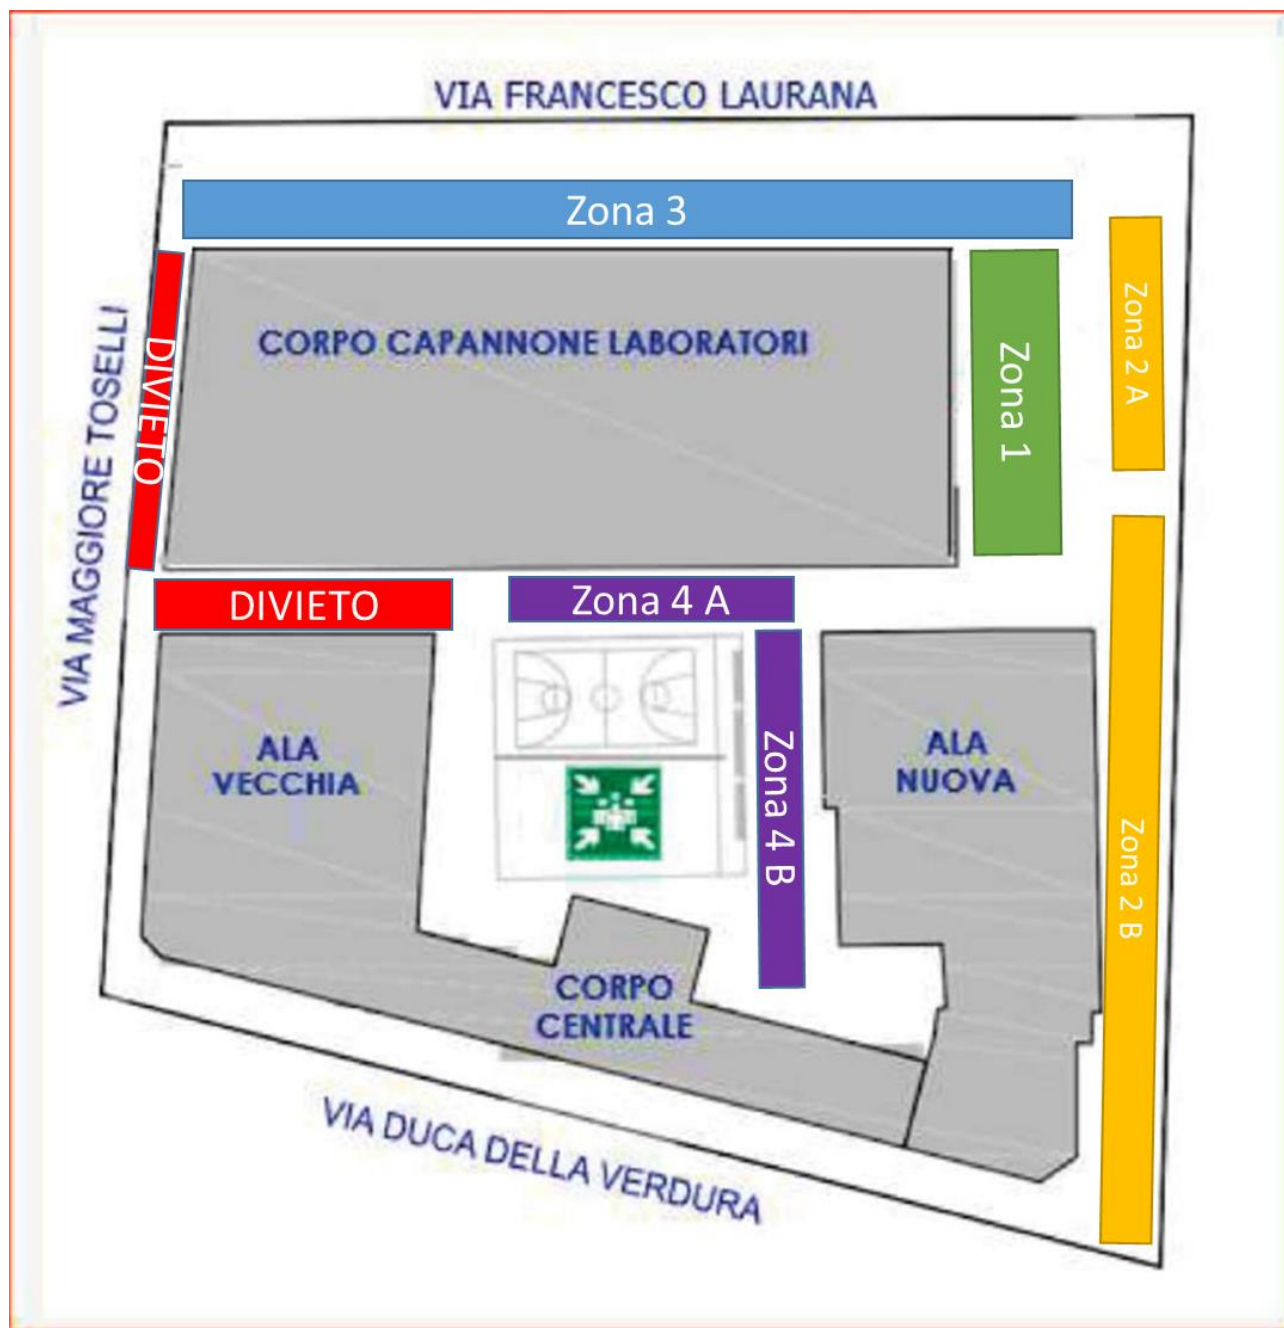 VIA FRANCESCO LAURANA
Zona 3
Zona 2 A
CORPO CAPANNONE LABORATORI
Zona 1
DIVIETO
VIA MAGGIORE TOSELLI
DIVIETO
Zona 4 A
ALA
VECCHIA
Zona 4 B
ALA
NUOVA
Zona 2 B
CORPO
CENTRALE
VIA DUCA DELLA VERDURA